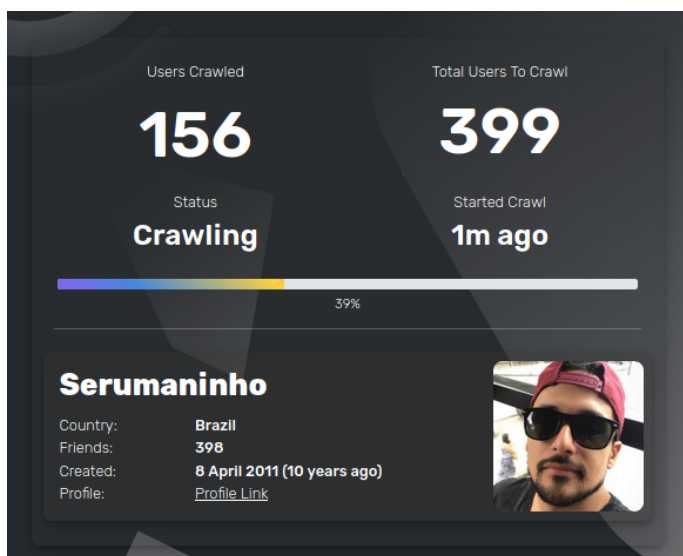 Users Crawled
Total Users To Crawl
156
399
Status
Started Crawl
Crawling
1m ago
39%
Serumaninho
Country: Brazil
Friends: 398
Created: 8 April 2011 (10 years ago)
Profile: Profile Link